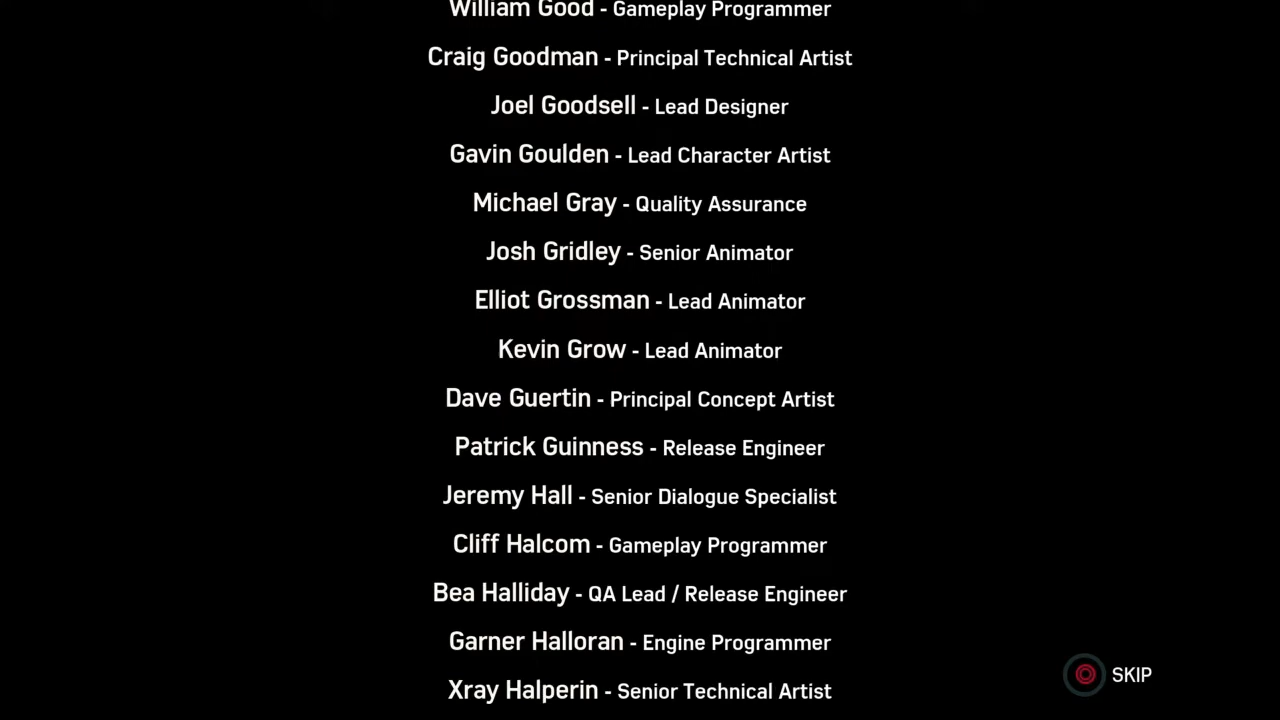 William Good - Gameplay Programmer
Craig Goodman - Principal Technical Artist
Joel Goodsell - Lead Designer
Gavin Goulden - Lead Character Artist
Michael Gray - Quality Assurance
Josh Gridley - Senior Animator
Elliot Grossman - Lead Animator
Kevin Grow - Lead Animator
Dave Guertin - Principal Concept Artist
Patrick Guinness - Release Engineer
Jeremy Hall - Senior Dialogue Specialist
Cliff Halcom - Gameplay Programmer
Bea Halliday - QA Lead / Release Engineer
Garner Halloran - Engine Programmer
Xray Halperin - Senior Technical Artist
SKIP